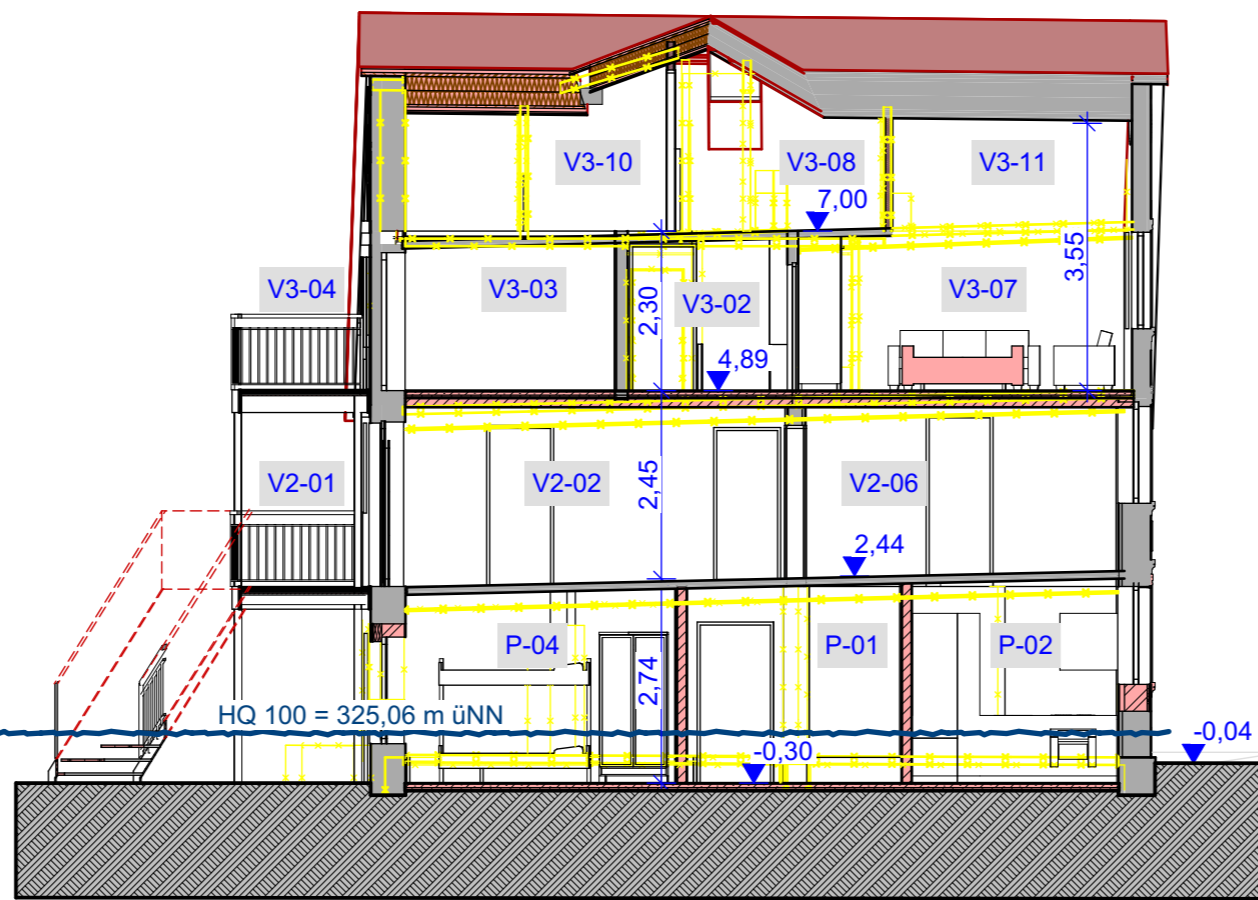 V3-10
V3-08
V3-11
7,00
3,55
V3-04
V3-03
2,30
V3-02
V3-07
4,89
V2-01
V2-02
2,45
V2-06
2,44
P-04
2,74
P-01
P-02
HQ 100 = 325,06 m üNN
-0,30
-0,04